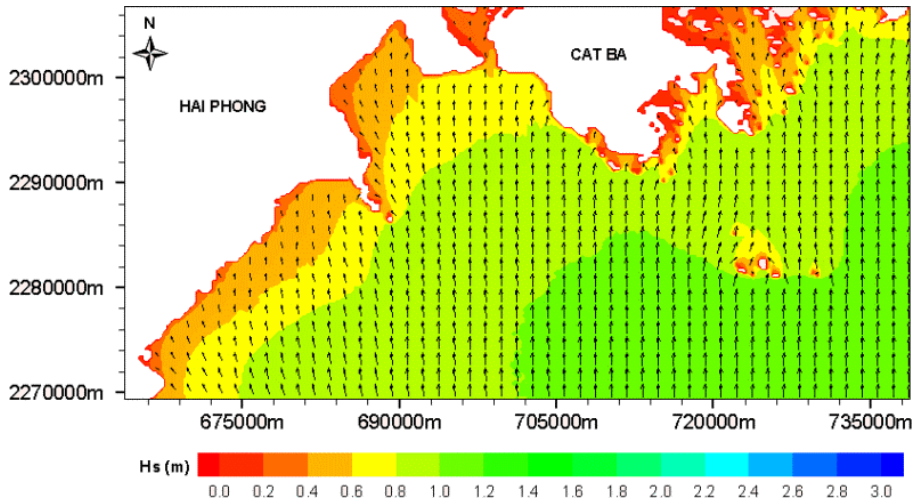 N
CAT BA
2300000m
HAI PHONG
2290000m
2280000m
2270000m
675000m 690000m 705000m 720000m 735000m
Hs (m)
0.0 0.2 0.4 0.6 0.8 1.0 1.2 1.4 1.6 1.8 2.0 2.2 2.4 2.6 2.8 3.0